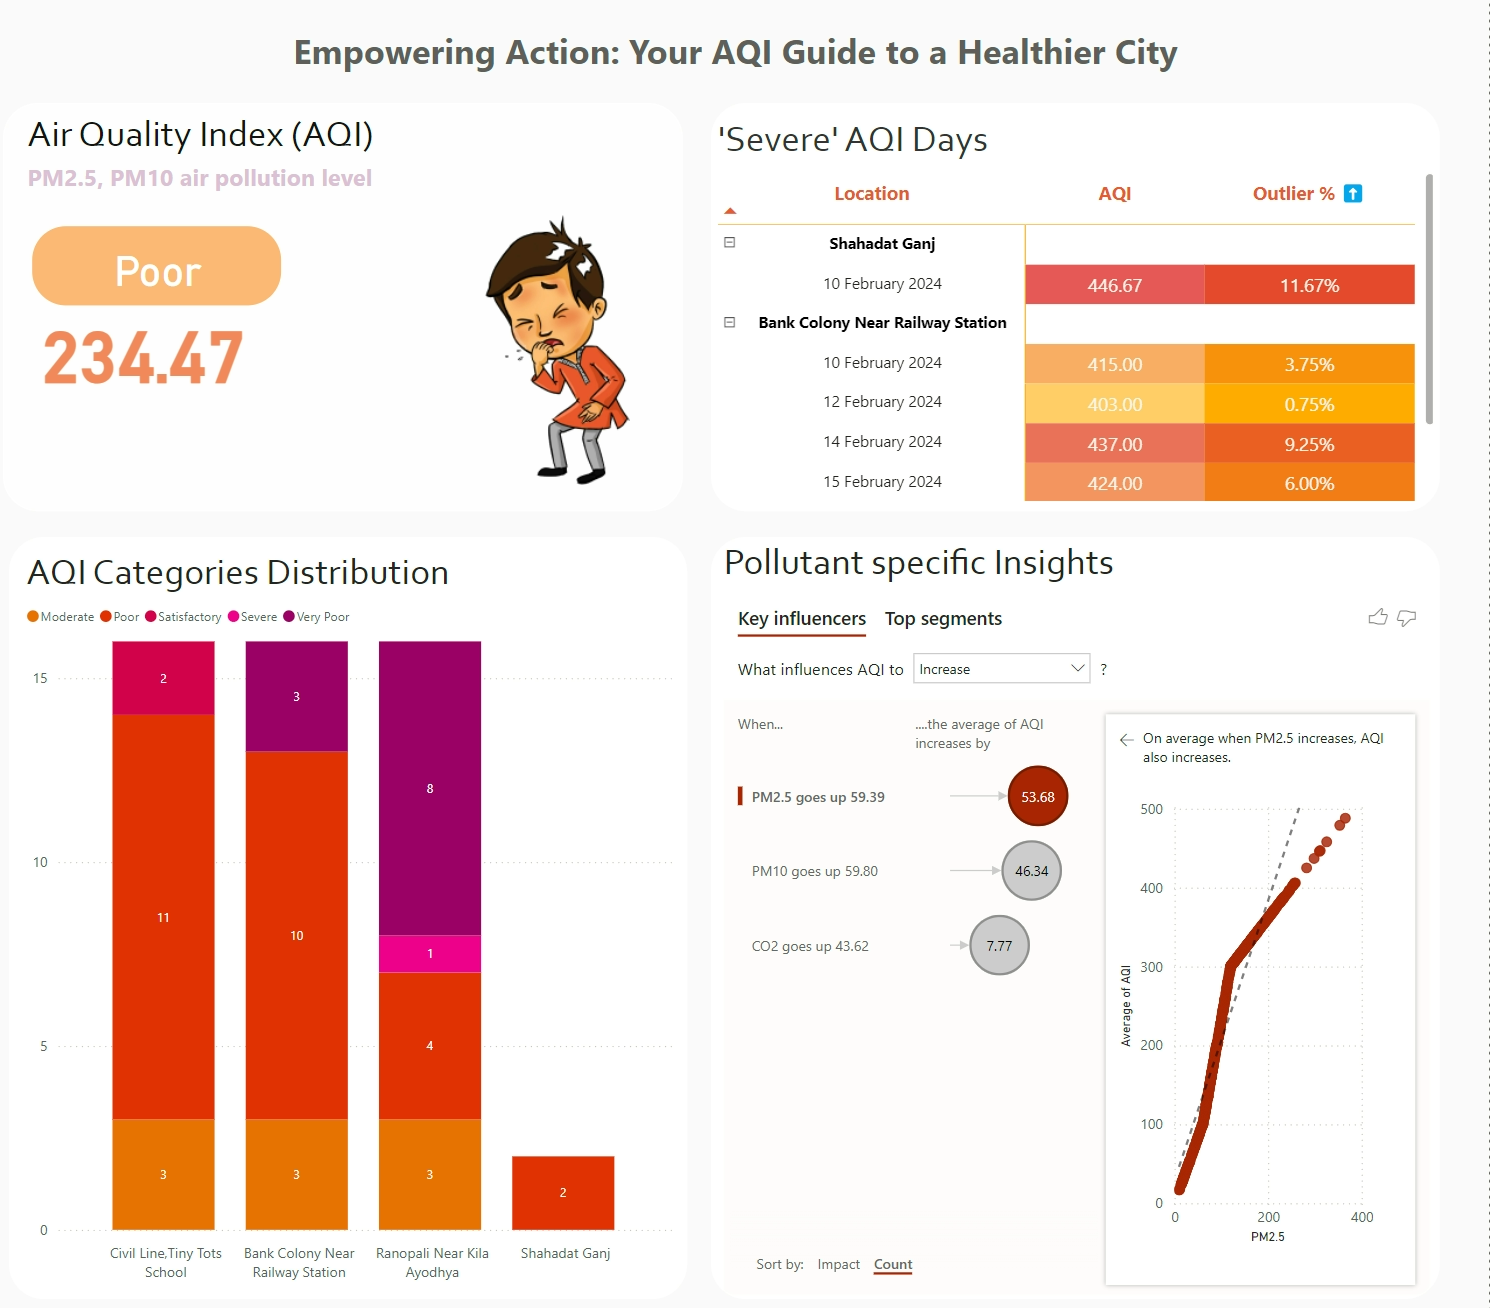 Empowering Action: Your AQI Guide to a Healthier City
Air Quality Index (AQI)
PM2.5, PM10 air pollution level
Poor
234.47
'Severe' AQI Days
Location AQI Outlier % ⬆
Shahadat Ganj
10 February 2024 446.67 11.67%
Bank Colony Near Railway Station
10 February 2024 415.00 3.75%
12 February 2024 403.00 0.75%
14 February 2024 437.00 9.25%
15 February 2024 424.00 6.00%
AQI Categories Distribution
Moderate Poor Satisfactory Severe Very Poor
15
10
5
0
2
11
3
3
10
3
8
1
4
3
2
Civil Line,Tiny Tots
School
Bank Colony Near
Railway Station
Ranopali Near Kila
Ayodhya
Shahadat Ganj
Pollutant specific Insights
Key influencers Top segments
What influences AQI to Increase ?
When...
....the average of AQI
increases by
PM2.5 goes up 59.39 53.68
PM10 goes up 59.80 46.34
CO2 goes up 43.62 7.77
Sort by: Impact Count
On average when PM2.5 increases, AQI
also increases.
Average of AQI
500
400
300
200
100
0
0 200 400
PM2.5